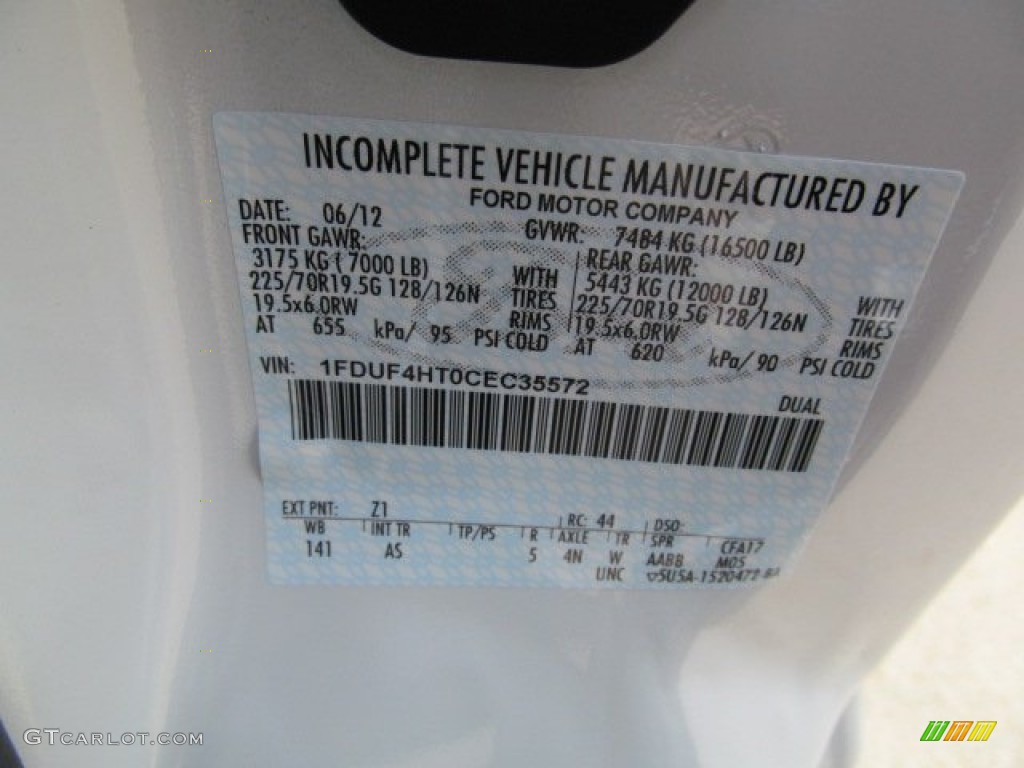 INCOMPLETE VEHICLE MANUFACTURED BY
FORD MOTOR COMPANY
DATE: 06/12 GVWR: 7484 KG (16500 LB)
FRONT GAWR: REAR GAWR:
3175 KG ( 7000 LB) WITH 5443 KG (12000 LB) WITH
225/70R19.5G 128/126N TIRES 225/70R19.5G 128/126N TIRES
19.5x6.0RW RIMS 19.5x6.0RW RIMS
AT 655 kPa/ 95 PSI COLD AT 620 kPa/ 90 PSI COLD
VIN: 1FDUF4HT0CEC35572
DUAL
EXT PNT: Z1 RC: 44 DSO:
WB INT TR TP/PS R AXLE TR SPR CFA17
141 AS 5 4N W AABB M05
UNC
GTCARLOT.COM